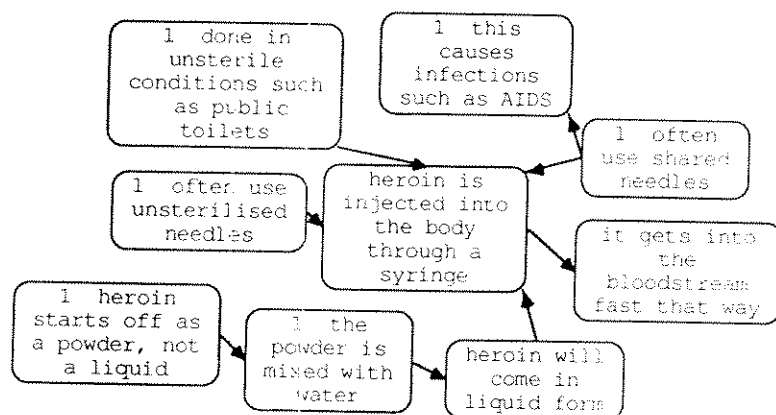 1 done in
unsterile
conditions such
as public
toilets
1 this
causes
infections
such as AIDS
1 often
use shared
needles
1 often use
unsterilised
needles
heroin is
injected into
the body
through a
syringe
it gets into
the
bloodstream
fast that way
1 heroin
starts off as
a powder, not
a liquid
1 the
powder is
mixed with
water
heroin will
come in
liquid form